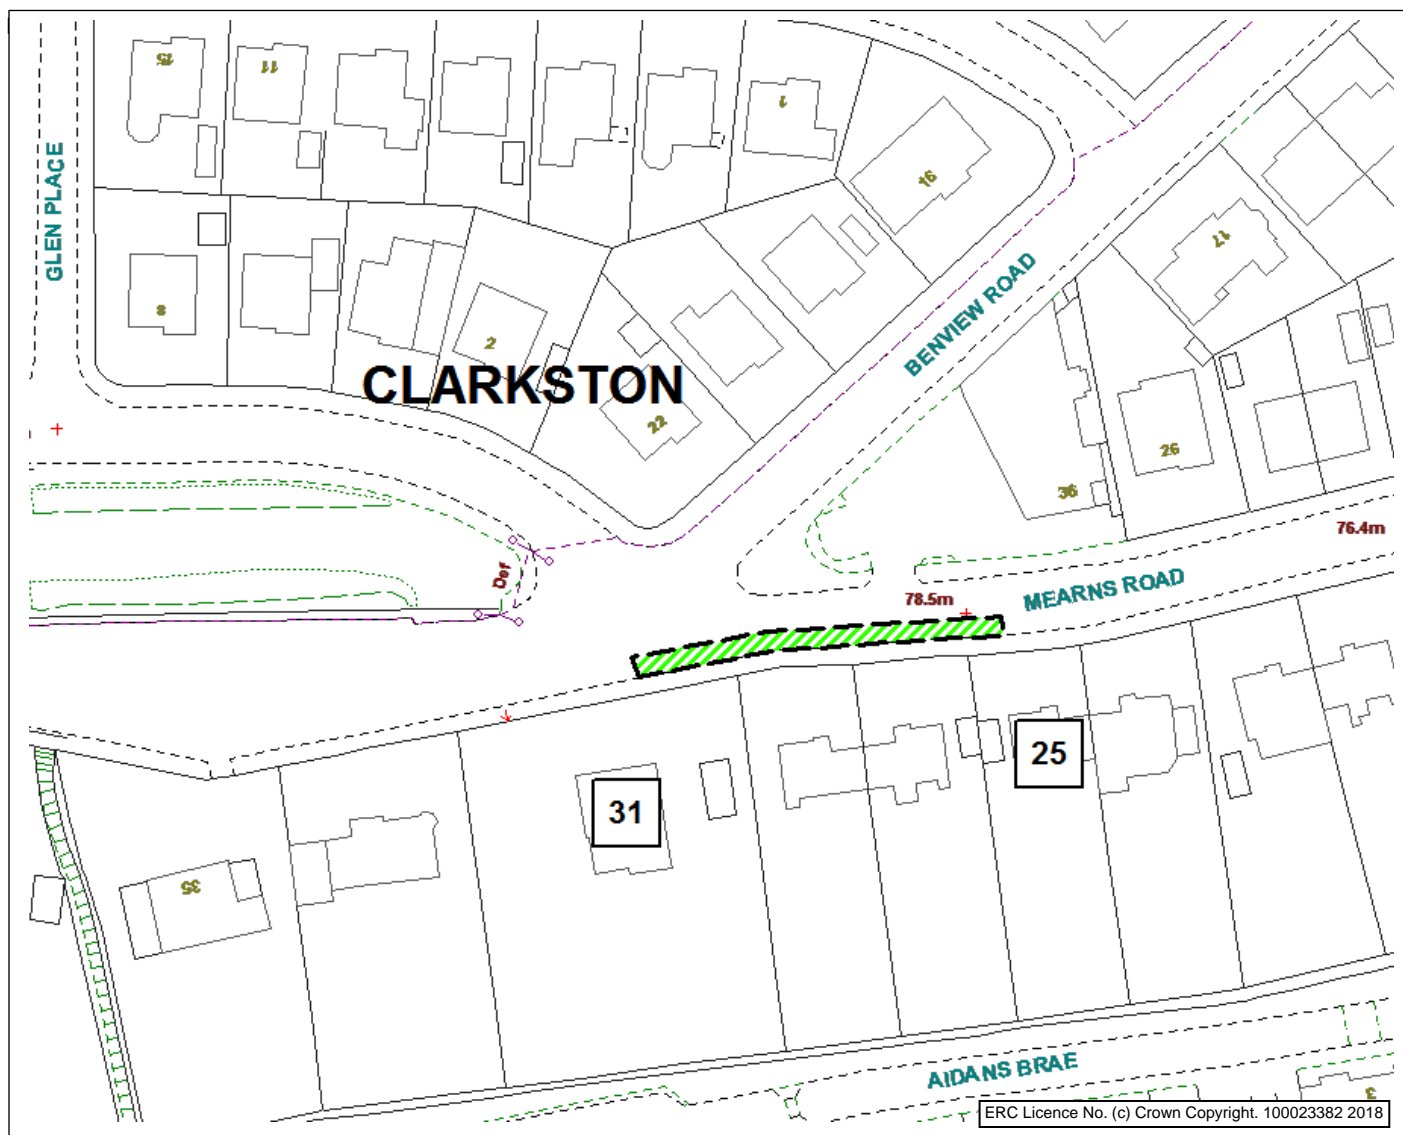 15
11
1
GLEN PLACE
16
17
8
2
BENVIEW ROAD
CLARKSTON
22
26
36
76.4m
Def
78.5m
MEARNS ROAD
25
31
35
AIDANS BRAE
3
ERC Licence No. (c) Crown Copyright. 100023382 2018